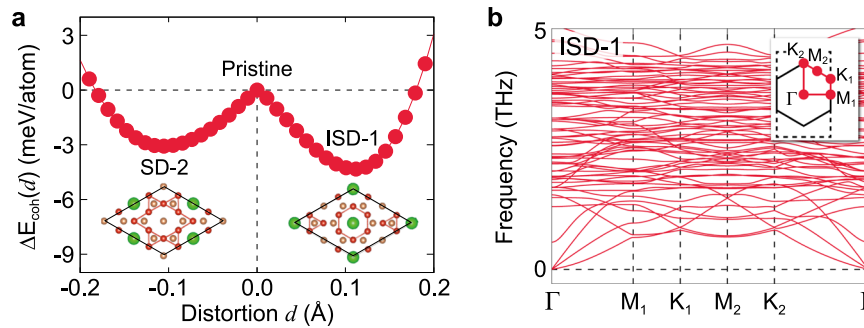 a
ΔE_coh(d) (meV/atom)
3
0
-3
-6
-9
Pristine
SD-2
ISD-1
-0.2 -0.1 0.0 0.1 0.2
Distortion d (Å)
b
Frequency (THz)
5
0
ISD-1
K₂ M₂
K₁
Γ
M₁
Γ M₁ K₁ M₂ K₂